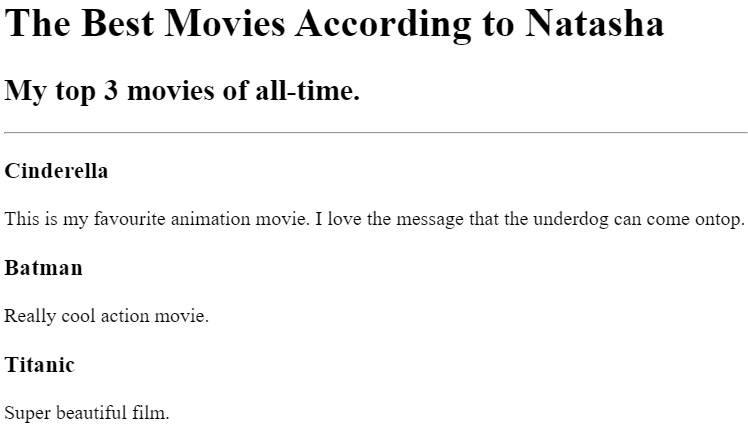 The Best Movies According to Natasha
My top 3 movies of all-time.
Cinderella
This is my favourite animation movie. I love the message that the underdog can come ontop.
Batman
Really cool action movie.
Titanic
Super beautiful film.